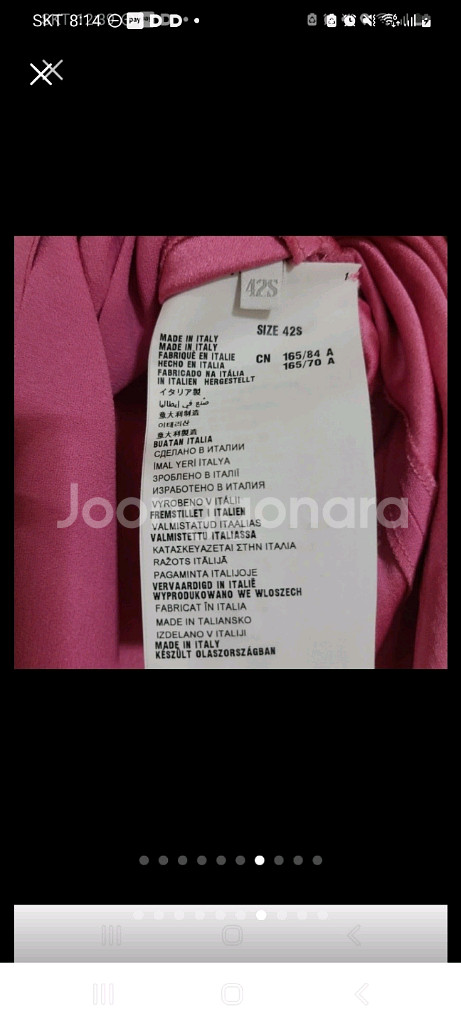 SKT 8:14
pay
42S
SIZE 42S
MADE IN ITALY
MADE IN ITALY
FABRIQUÉ EN ITALIE
HECHO EN ITALIA
FABRICADO NA ITÁLIA
IN ITALIEN HERGESTELLT
CN 165/84 A
165/70 A
イタリア製
صنع في إيطاليا
意大利制造
이태리산
意大利製造
BUATAN ITALIA
СДЕЛАНО В ИТАЛИИ
İMAL YERİ İTALYA
ЗРОБЛЕНО В ІТАЛІЇ
ИЗРАБОТЕНО В ИТАЛИЯ
VYROBENO V ITÁLII
FREMSTILLET I ITALIEN
VALMISTATUD ITAALIAS
VALMISTETTU ITALIASSA
ΚΑΤΑΣΚΕΥΑΖΕΤΑΙ ΣΤΗΝ ΙΤΑΛΙΑ
RAŽOTS ITĀLIJĀ
PAGAMINTA ITALIJOJE
VERVAARDIGD IN ITALIË
WYPRODUKOWANO WE WLOSZECH
FABRICAT ÎN ITALIA
MADE IN TALIANSKO
IZDELANO V ITALIJI
MADE IN ITALY
KÉSZÜLT OLASZORSZÁGBAN